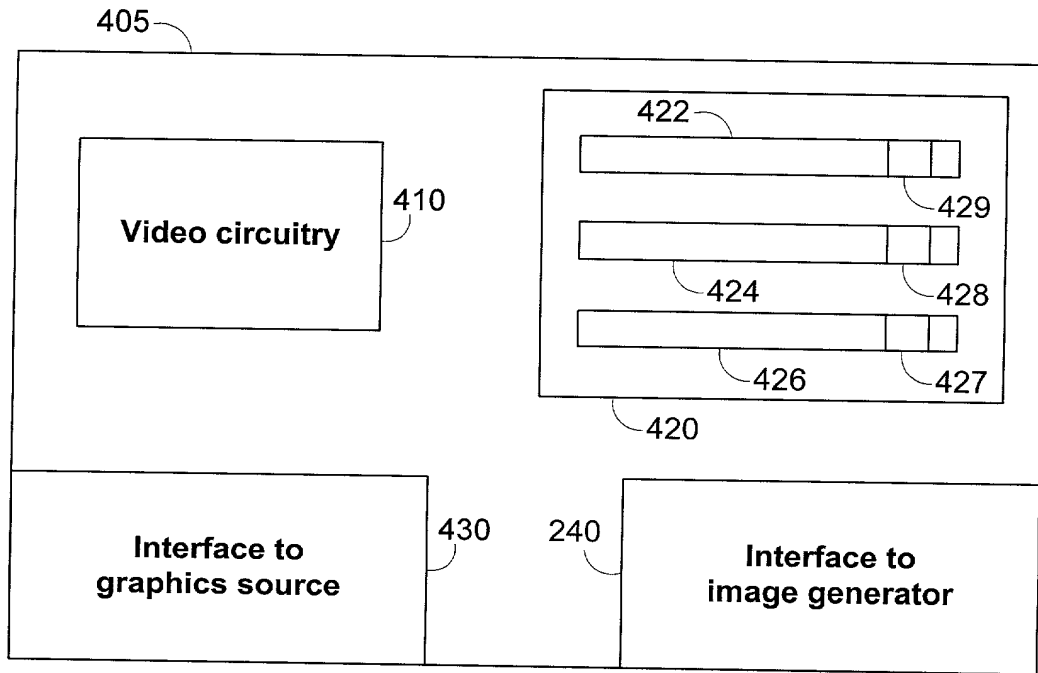 405
422
Video circuitry
410
429
424
428
426
427
420
Interface to
graphics source
430
240
Interface to
image generator